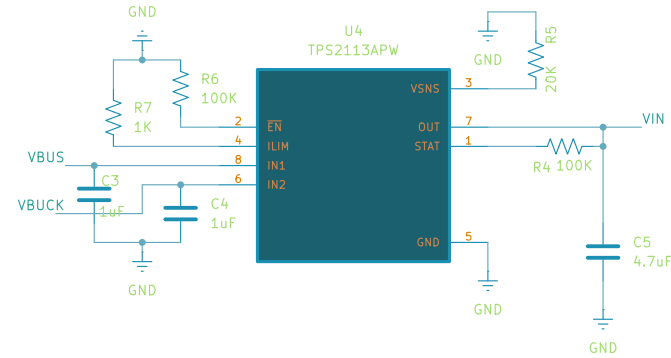 GND
U4
TPS2113APW
R5
20K
GND
R6
100K
R7
1K
VSNS
3
2
EN
OUT
7
VIN
4
ILIM
STAT
1
R4 100K
VBUS
8
IN1
6
IN2
C3
1uF
VBUCK
C4
1uF
GND
5
C5
4.7uF
GND
GND
GND